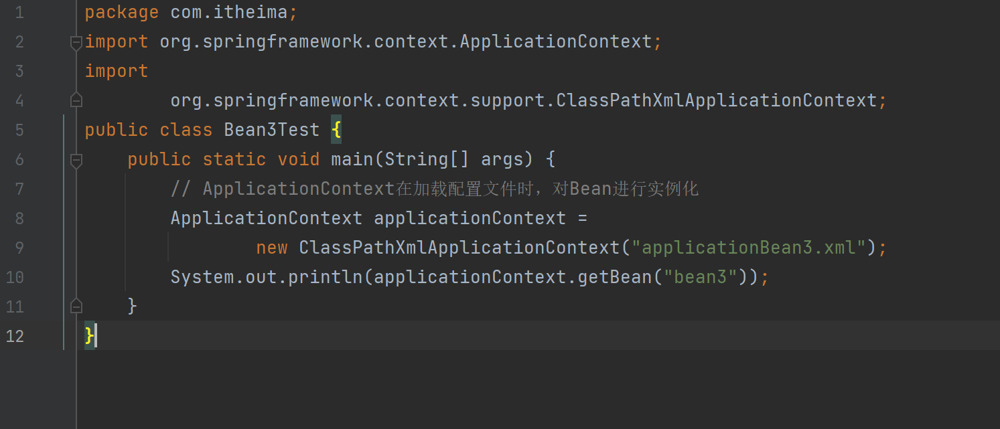 1 package com.itheima;
2 import org.springframework.context.ApplicationContext;
3 import
4         org.springframework.context.support.ClassPathXmlApplicationContext;
5 public class Bean3Test {
6     public static void main(String[] args) {
7         // ApplicationContext在加载配置文件时，对Bean进行实例化
8         ApplicationContext applicationContext =
9                 new ClassPathXmlApplicationContext("applicationBean3.xml");
10         System.out.println(applicationContext.getBean("bean3"));
11     }
12 }